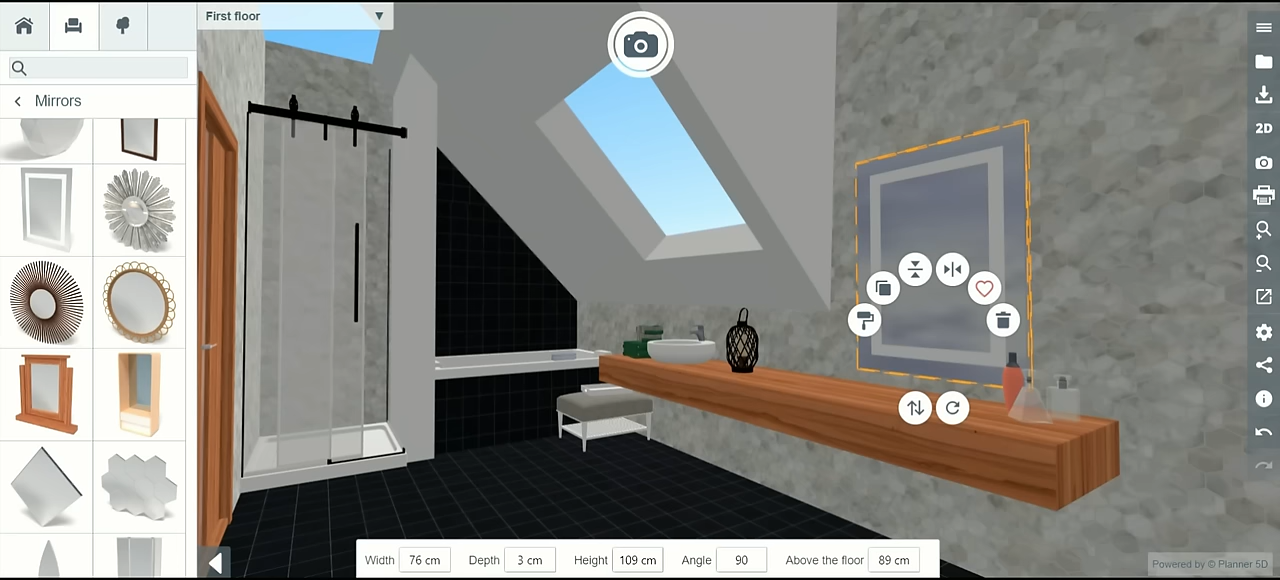 First floor
Mirrors
2D
Width 76 cm Depth 3 cm Height 109 cm Angle 90 Above the floor 89 cm
Powered by © Planner 5D